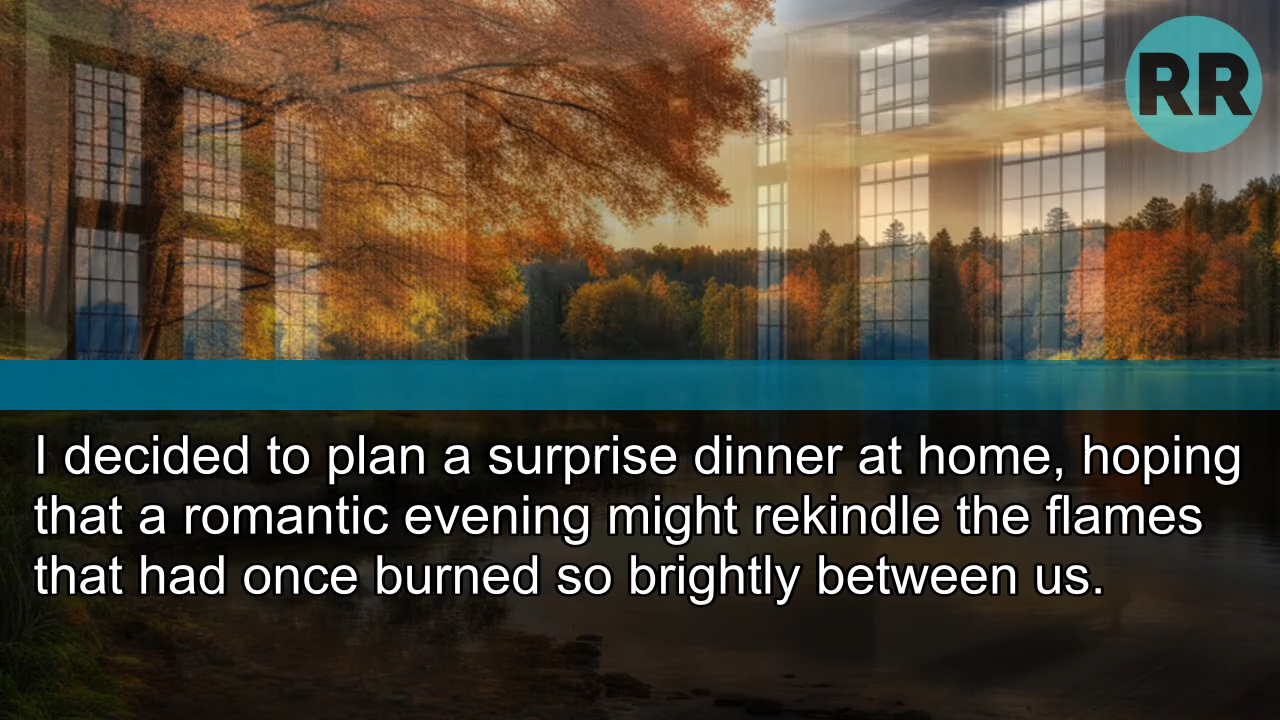 RR
I decided to plan a surprise dinner at home, hoping
that a romantic evening might rekindle the flames
that had once burned so brightly between us.